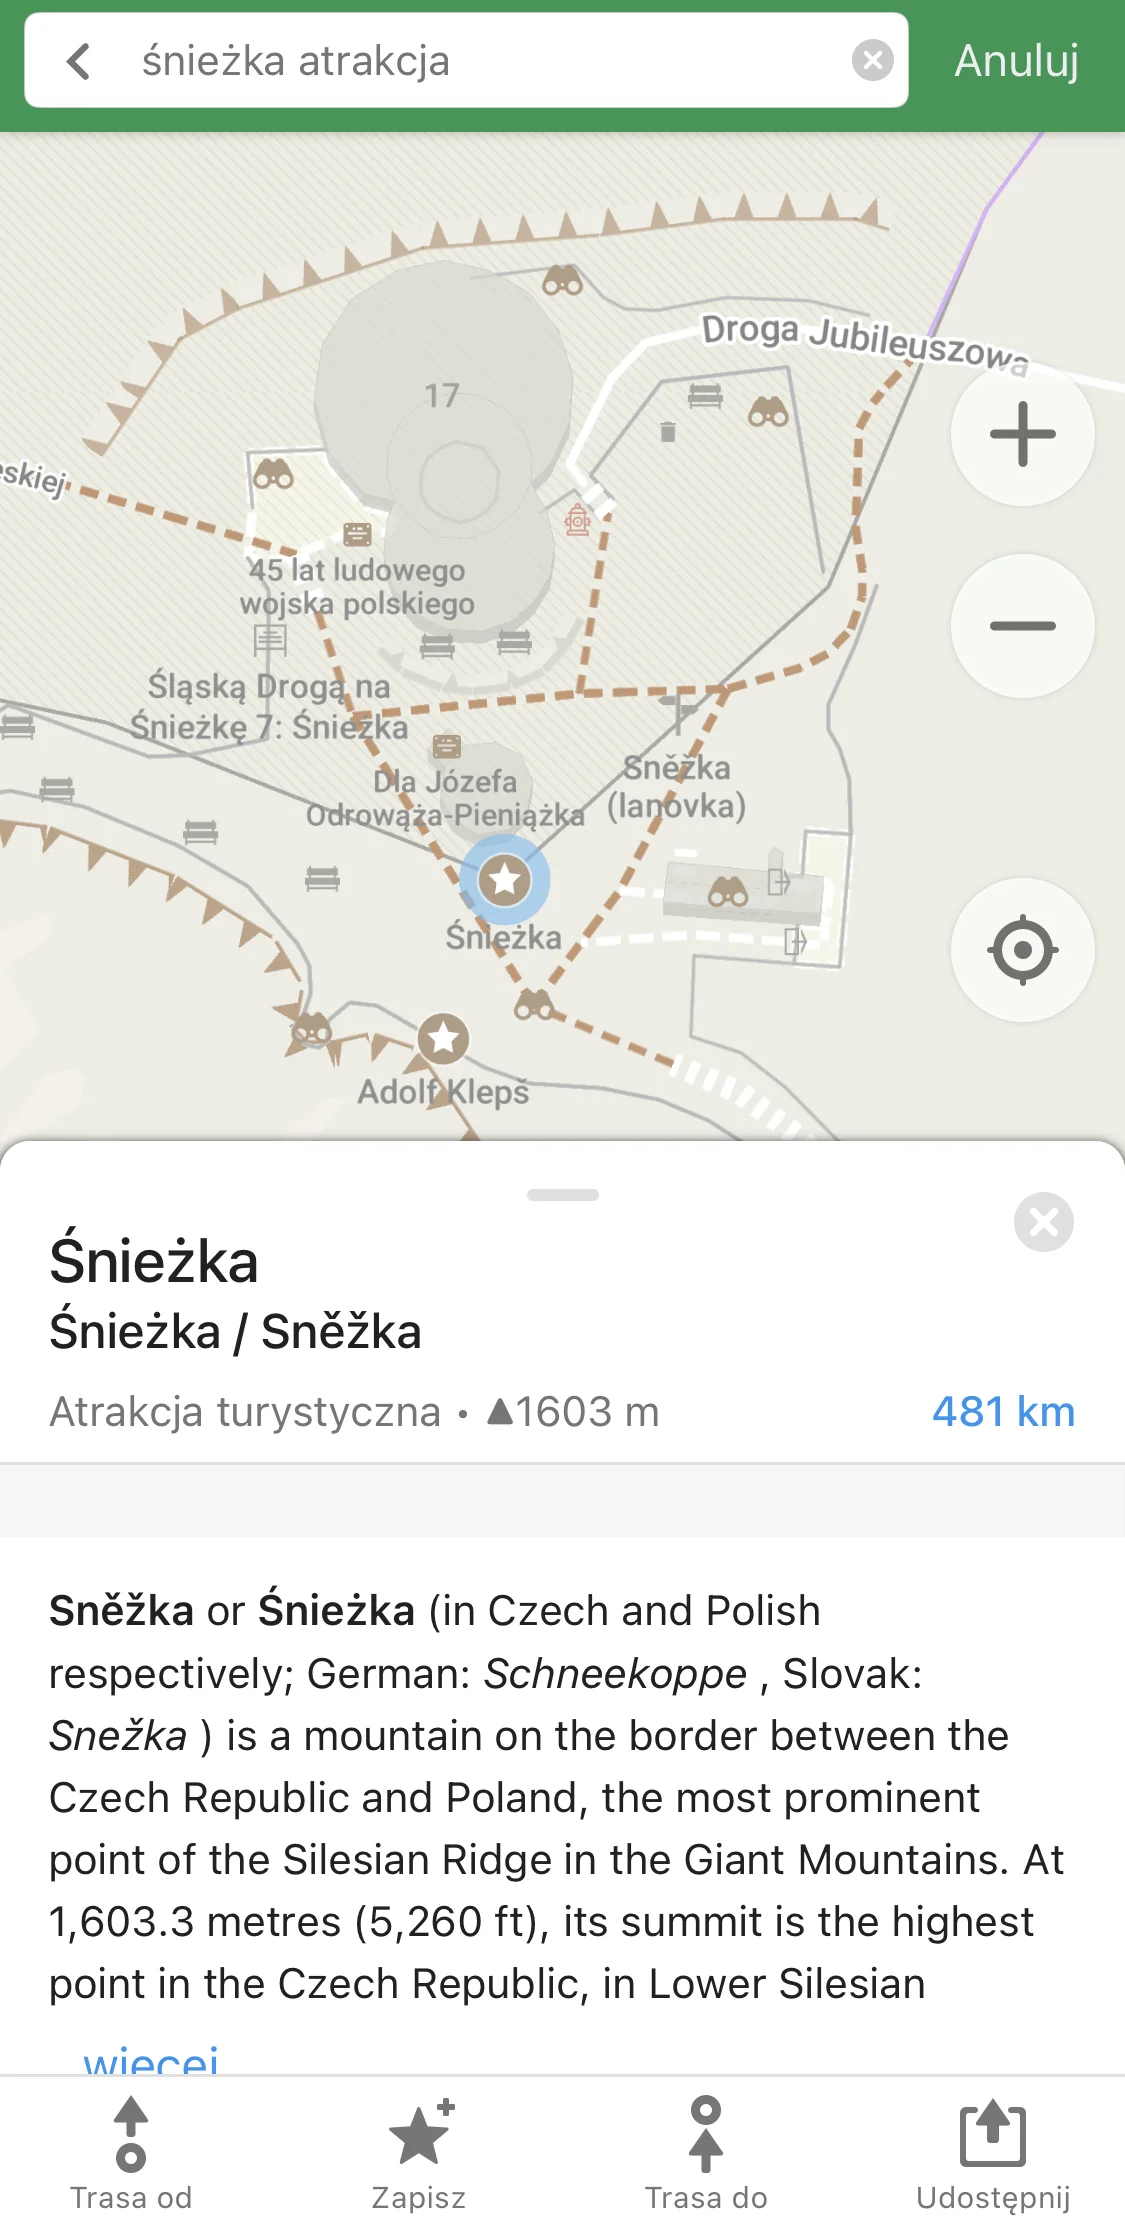 śnieżka atrakcja
Anuluj
Droga Jubileuszowa
17
eskiej
45 lat ludowego
wojska polskiego
Śląską Drogą na
Śnieżkę 7: Śnieżka
Dla Józefa
Odrowąża-Pieniążka
Sněžka
(lanovka)
Śnieżka
Adolf Klepš
Śnieżka
Śnieżka / Sněžka
Atrakcja turystyczna • ▲1603 m
481 km
Sněžka or Śnieżka (in Czech and Polish
respectively; German: Schneekoppe , Slovak:
Snežka ) is a mountain on the border between the
Czech Republic and Poland, the most prominent
point of the Silesian Ridge in the Giant Mountains. At
1,603.3 metres (5,260 ft), its summit is the highest
point in the Czech Republic, in Lower Silesian
więcej
Trasa od
Zapisz
Trasa do
Udostępnij